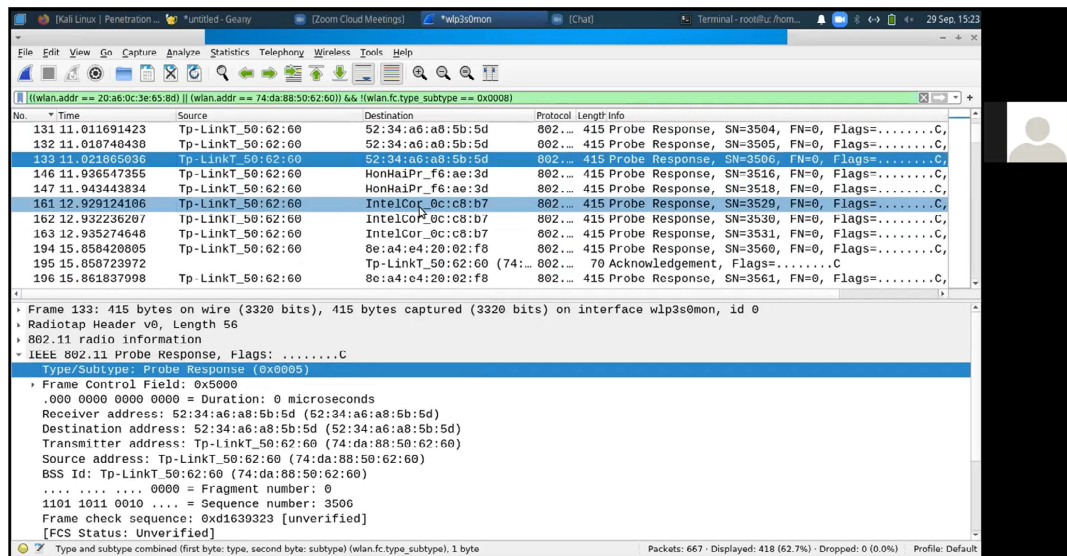 [Kali Linux | Penetration ... *untitled - Geany [Zoom Cloud Meetings] *wlp3s0mon [Chat] Terminal - root@u: /hom... 29 Sep, 15:23
File Edit View Go Capture Analyze Statistics Telephony Wireless Tools Help
((wlan.addr == 20:a6:0c:3e:65:8d) || (wlan.addr == 74:da:88:50:62:60)) && !(wlan.fc.type_subtype == 0x0008)
No. Time Source Destination Protocol Length Info
131 11.011691423 Tp-LinkT_50:62:60 52:34:a6:a8:5b:5d 802... 415 Probe Response, SN=3504, FN=0, Flags=........C,
132 11.018748438 Tp-LinkT_50:62:60 52:34:a6:a8:5b:5d 802... 415 Probe Response, SN=3505, FN=0, Flags=........C,
133 11.021865036 Tp-LinkT_50:62:60 52:34:a6:a8:5b:5d 802... 415 Probe Response, SN=3506, FN=0, Flags=........C,
146 11.936547355 Tp-LinkT_50:62:60 HonHaiPr_f6:ae:3d 802... 415 Probe Response, SN=3516, FN=0, Flags=........C,
147 11.943443834 Tp-LinkT_50:62:60 HonHaiPr_f6:ae:3d 802... 415 Probe Response, SN=3518, FN=0, Flags=........C,
161 12.929124106 Tp-LinkT_50:62:60 IntelCor_0c:c8:b7 802... 415 Probe Response, SN=3529, FN=0, Flags=........C,
162 12.932236207 Tp-LinkT_50:62:60 IntelCor_0c:c8:b7 802... 415 Probe Response, SN=3530, FN=0, Flags=........C,
163 12.935274648 Tp-LinkT_50:62:60 IntelCor_0c:c8:b7 802... 415 Probe Response, SN=3531, FN=0, Flags=........C,
194 15.858420805 Tp-LinkT_50:62:60 8e:a4:e4:20:02:f8 802... 415 Probe Response, SN=3560, FN=0, Flags=........C,
195 15.858723972 Tp-LinkT_50:62:60 (74:... 802... 70 Acknowledgement, Flags=........C
196 15.861837998 Tp-LinkT_50:62:60 8e:a4:e4:20:02:f8 802... 415 Probe Response, SN=3561, FN=0, Flags=........C,
Frame 133: 415 bytes on wire (3320 bits), 415 bytes captured (3320 bits) on interface wlp3s0mon, id 0
Radiotap Header v0, Length 56
802.11 radio information
IEEE 802.11 Probe Response, Flags: ........C
Type/Subtype: Probe Response (0x0005)
Frame Control Field: 0x5000
.000 0000 0000 0000 = Duration: 0 microseconds
Receiver address: 52:34:a6:a8:5b:5d (52:34:a6:a8:5b:5d)
Destination address: 52:34:a6:a8:5b:5d (52:34:a6:a8:5b:5d)
Transmitter address: Tp-LinkT_50:62:60 (74:da:88:50:62:60)
Source address: Tp-LinkT_50:62:60 (74:da:88:50:62:60)
BSS Id: Tp-LinkT_50:62:60 (74:da:88:50:62:60)
.... .... .... 0000 = Fragment number: 0
1101 1011 0010 .... = Sequence number: 3506
Frame check sequence: 0xd1639323 [unverified]
[FCS Status: Unverified]
Type and subtype combined (first byte: type, second byte: subtype) (wlan.fc.type_subtype), 1 byte Packets: 667 · Displayed: 418 (62.7%) · Dropped: 0 (0.0%) Profile: Default